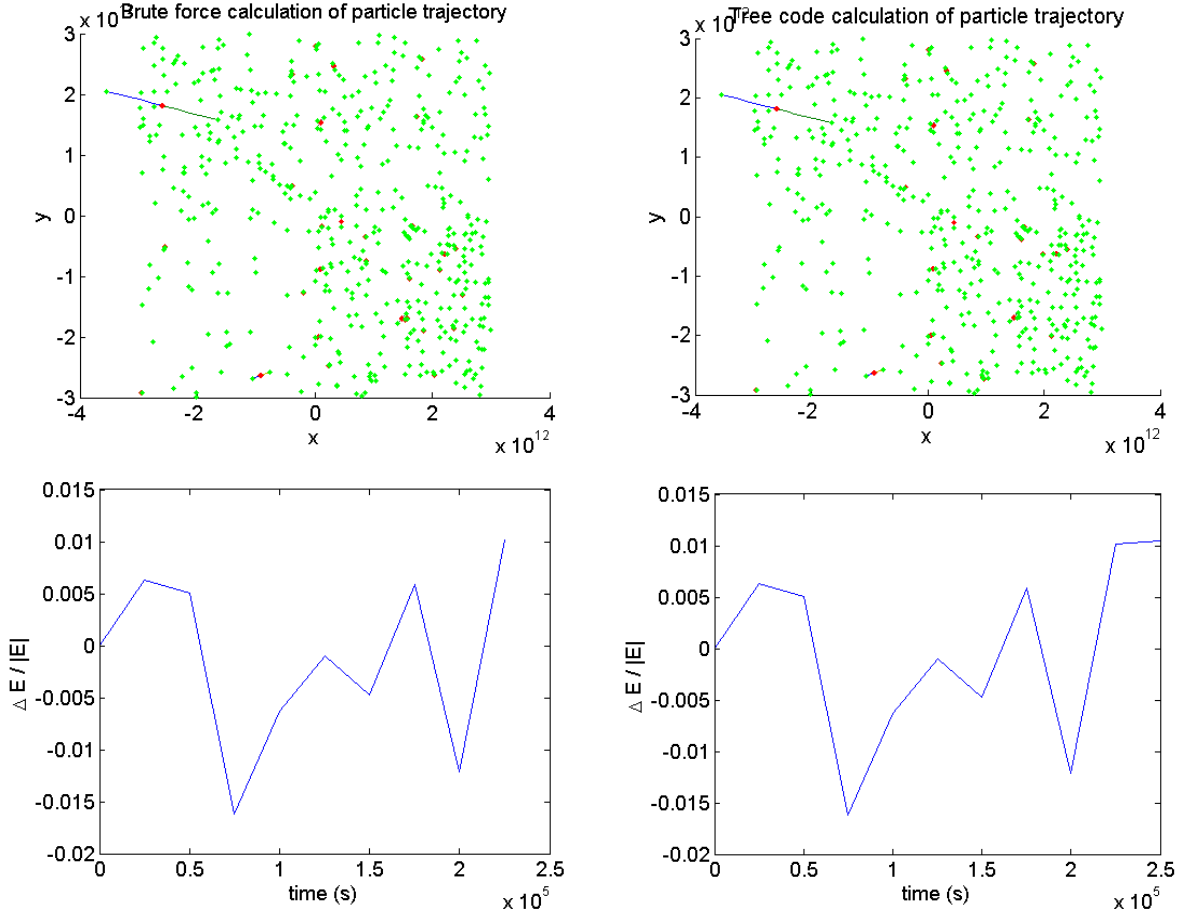 x 10
Brute force calculation of particle trajectory
3
2
1
0
-1
-2
-3
y
-4 -2 0 2 4
x
x 10^12
x 10^12
Tree code calculation of particle trajectory
3
2
1
0
-1
-2
-3
y
-4 -2 0 2 4
x
x 10^12
0.015
0.01
0.005
0
-0.005
-0.01
-0.015
-0.02
Δ E / |E|
0 0.5 1 1.5 2 2.5
time (s)
x 10^5
0.015
0.01
0.005
0
-0.005
-0.01
-0.015
-0.02
Δ E / |E|
0 0.5 1 1.5 2 2.5
time (s)
x 10^5